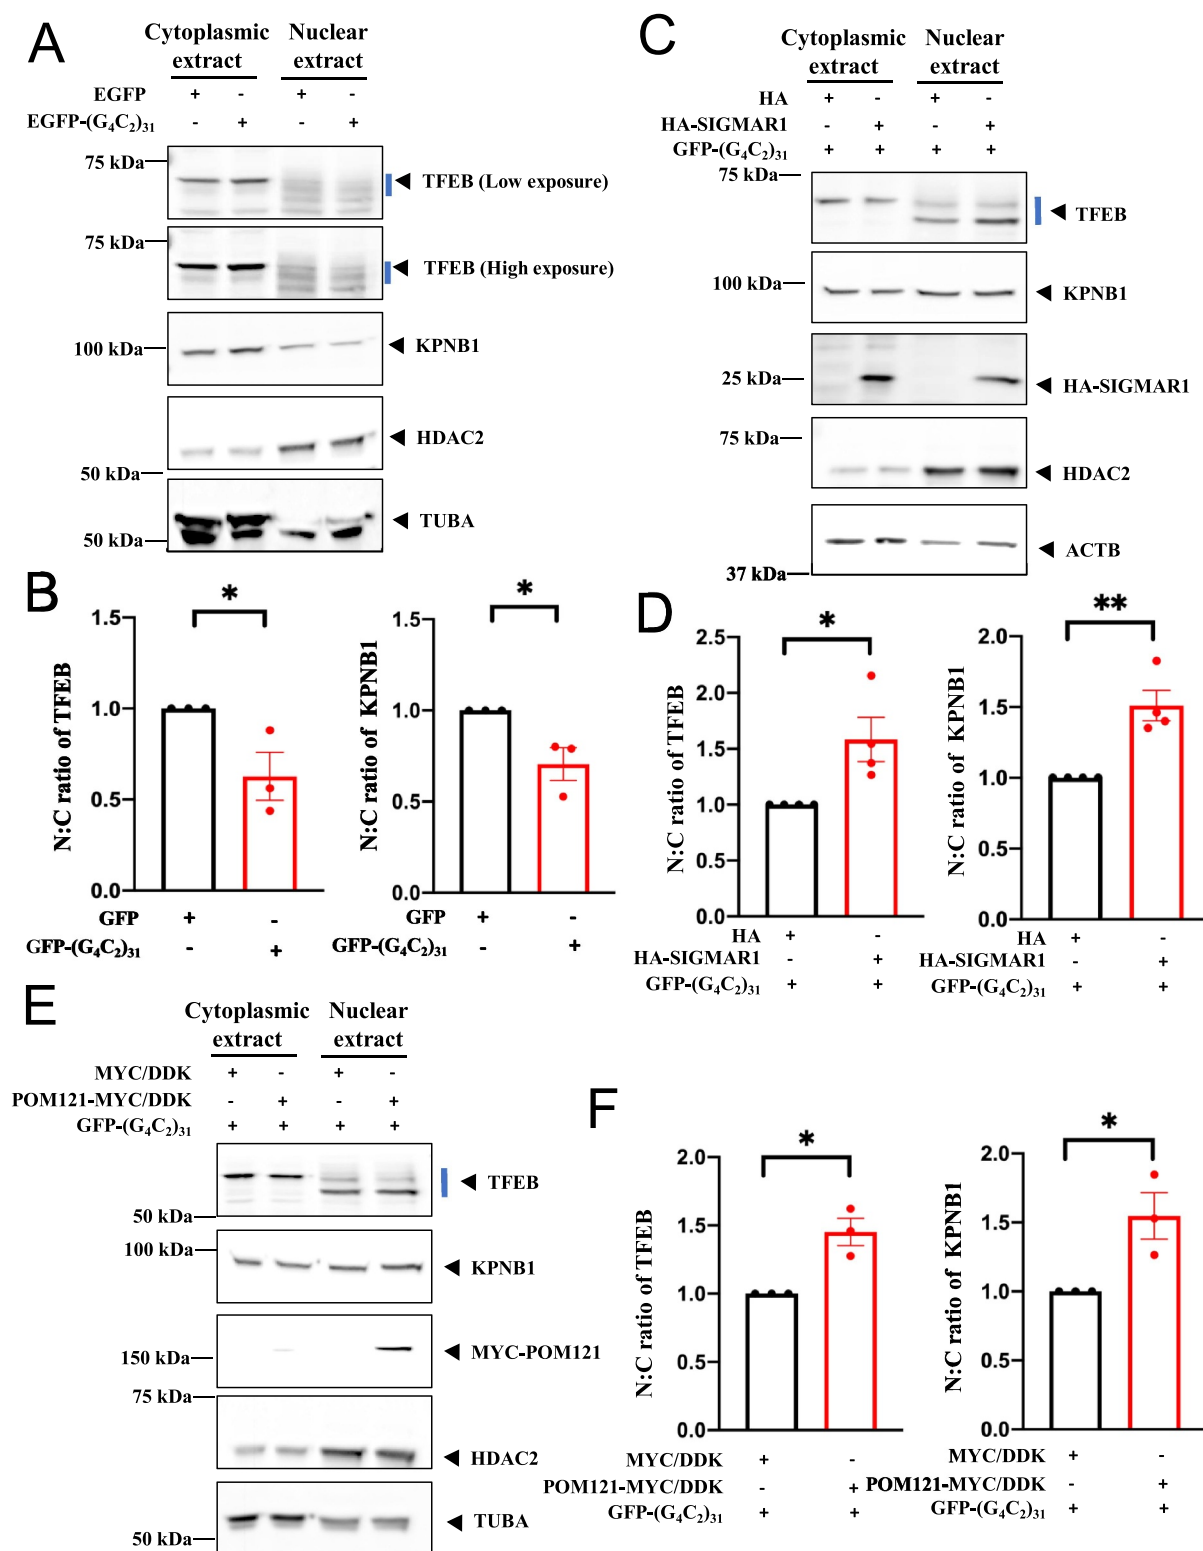 A
Cytoplasmic extract
Nuclear extract
EGFP + - + -
EGFP-(G₄C₂)₃₁ - + - +
75 kDa
TFEB (Low exposure)
75 kDa
TFEB (High exposure)
100 kDa
KPNB1
HDAC2
50 kDa
TUBA
50 kDa
B
*
1.5
1.0
0.5
0.0
N:C ratio of TFEB
GFP + -
GFP-(G₄C₂)₃₁ - +
*
1.5
1.0
0.5
0.0
N:C ratio of KPNB1
GFP + -
GFP-(G₄C₂)₃₁ - +
C
Cytoplasmic extract
Nuclear extract
HA + - + -
HA-SIGMAR1 - + - +
GFP-(G₄C₂)₃₁ + + + +
75 kDa
TFEB
100 kDa
KPNB1
25 kDa
HA-SIGMAR1
75 kDa
HDAC2
ACTB
37 kDa
D
*
2.5
2.0
1.5
1.0
0.5
0.0
N:C ratio of TFEB
HA + -
HA-SIGMAR1 - +
GFP-(G₄C₂)₃₁ + +
**
2.0
1.5
1.0
0.5
0.0
N:C ratio of KPNB1
HA + -
HA-SIGMAR1 - +
GFP-(G₄C₂)₃₁ + +
E
Cytoplasmic extract
Nuclear extract
MYC/DDK + - + -
POM121-MYC/DDK - + - +
GFP-(G₄C₂)₃₁ + + + +
TFEB
50 kDa
100 kDa
KPNB1
MYC-POM121
150 kDa
75 kDa
HDAC2
TUBA
50 kDa
F
*
2.0
1.5
1.0
0.5
0.0
N:C ratio of TFEB
MYC/DDK + -
POM121-MYC/DDK - +
GFP-(G₄C₂)₃₁ + +
*
2.0
1.5
1.0
0.5
0.0
N:C ratio of KPNB1
MYC/DDK + -
POM121-MYC/DDK - +
GFP-(G₄C₂)₃₁ + +